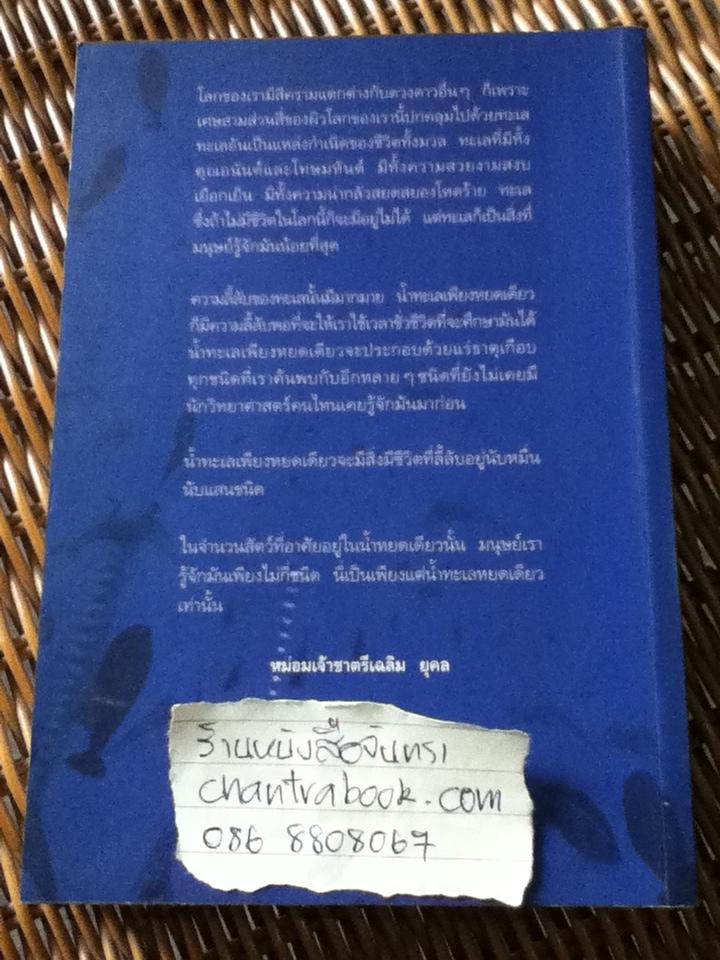 โลกของเรามีสีครามแตกต่างกับดวงดาวอื่นๆ ก็เพราะ
เศษสามส่วนสี่ของผิวโลกของเรานี้ปกคลุมไปด้วยทะเล
ทะเลอันเป็นแหล่งกำเนิดของชีวิตทั้งมวล ทะเลที่มีทั้ง
คุณอนันต์และโทษมหันต์ มีทั้งความสวยงามสงบ
เยือกเย็น มีทั้งความน่ากลัวสยดสยองโหดร้าย ทะเล
ซึ่งถ้าไม่มีชีวิตในโลกนี้ก็จะมีอยู่ไม่ได้ แต่ทะเลก็เป็นสิ่งที่
มนุษย์รู้จักมันน้อยที่สุด
ความลี้ลับของทะเลนั้นมีมากมาย น้ำทะเลเพียงหยดเดียว
ก็มีความลี้ลับพอที่จะให้เราใช้เวลาชั่วชีวิตที่จะศึกษามันได้
น้ำทะเลเพียงหยดเดียวจะประกอบด้วยแร่ธาตุเกือบ
ทุกชนิดที่เราค้นพบกับอีกหลายๆชนิดที่ยังไม่เคยมี
นักวิทยาศาสตร์คนไหนเคยรู้จักมันมาก่อน
น้ำทะเลเพียงหยดเดียวจะมีสิ่งมีชีวิตที่ลี้ลับอยู่นับหมื่น
นับแสนชนิด
ในจำนวนสัตว์ที่อาศัยอยู่ในน้ำหยดเดียวนั้น มนุษย์เรา
รู้จักมันเพียงไม่กี่ชนิด นี่เป็นเพียงแต่น้ำทะเลหยดเดียว
เท่านั้น
หม่อมเจ้าชาตรีเฉลิม ยุคล
ร้านหนังสือจันทรา
chantrabook.com
086 8808067